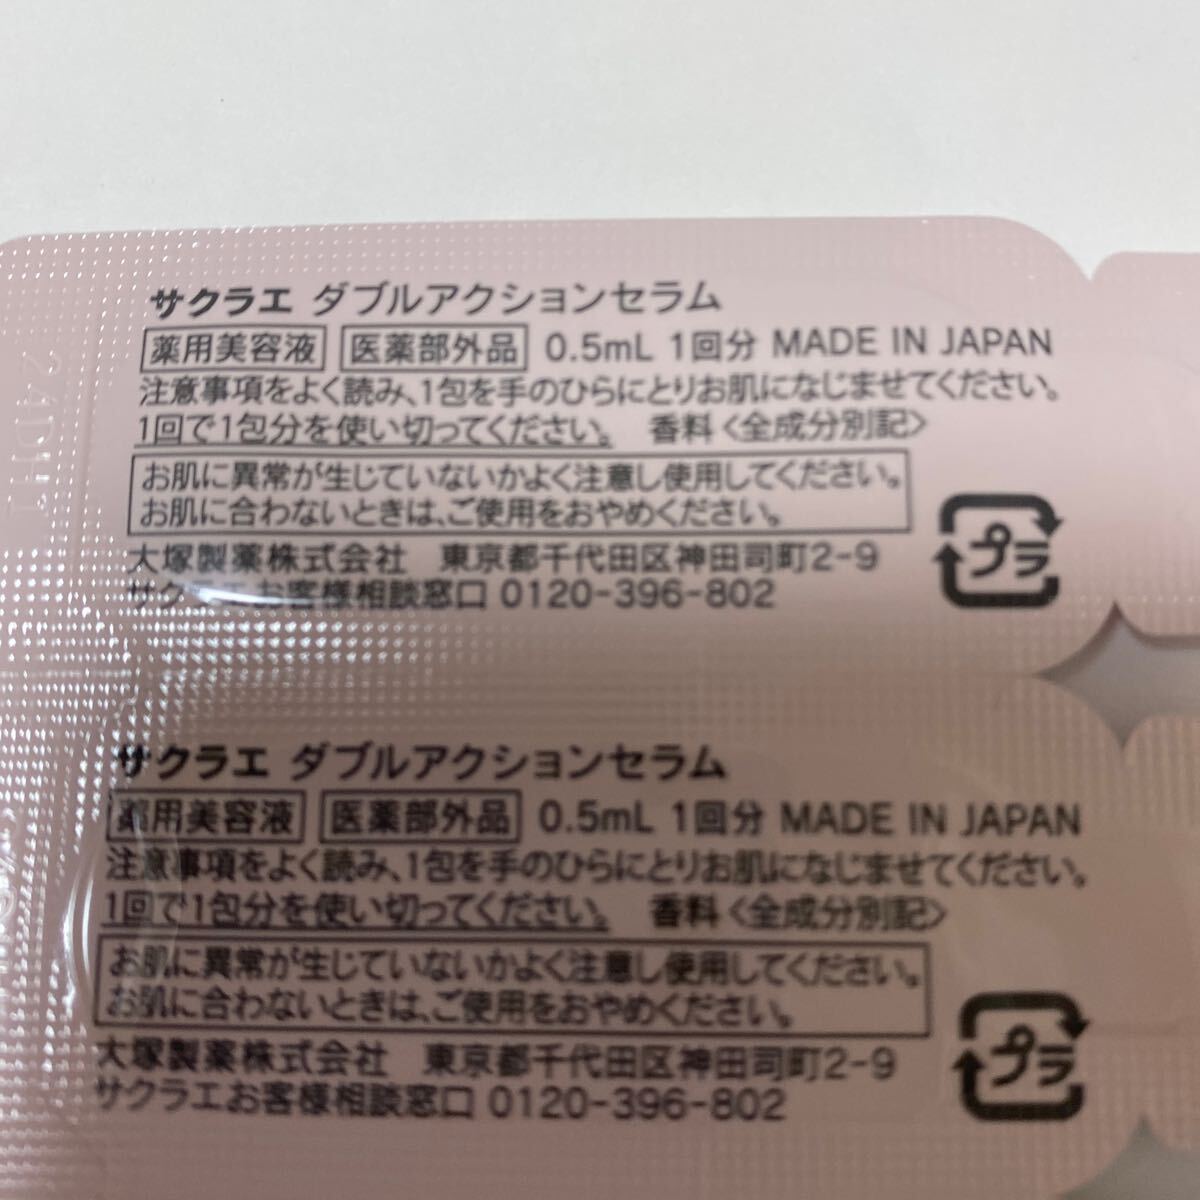 サクラエ ダブルアクションセラム
薬用美容液 医薬部外品 0.5mL 1回分 MADE IN JAPAN
注意事項をよく読み、1包を手のひらにとりお肌になじませてください。
1回で1包分を使い切ってください。 香料〈全成分別記〉
お肌に異常が生じていないかよく注意し使用してください。
お肌に合わないときは、ご使用をおやめください。
大塚製薬株式会社 東京都千代田区神田司町2-9
サクラエお客様相談窓口 0120-396-802
プラ
サクラエ ダブルアクションセラム
薬用美容液 医薬部外品 0.5mL 1回分 MADE IN JAPAN
注意事項をよく読み、1包を手のひらにとりお肌になじませてください。
1回で1包分を使い切ってください。 香料〈全成分別記〉
お肌に異常が生じていないかよく注意し使用してください。
お肌に合わないときは、ご使用をおやめください。
大塚製薬株式会社 東京都千代田区神田司町2-9
サクラエお客様相談窓口 0120-396-802
プラ